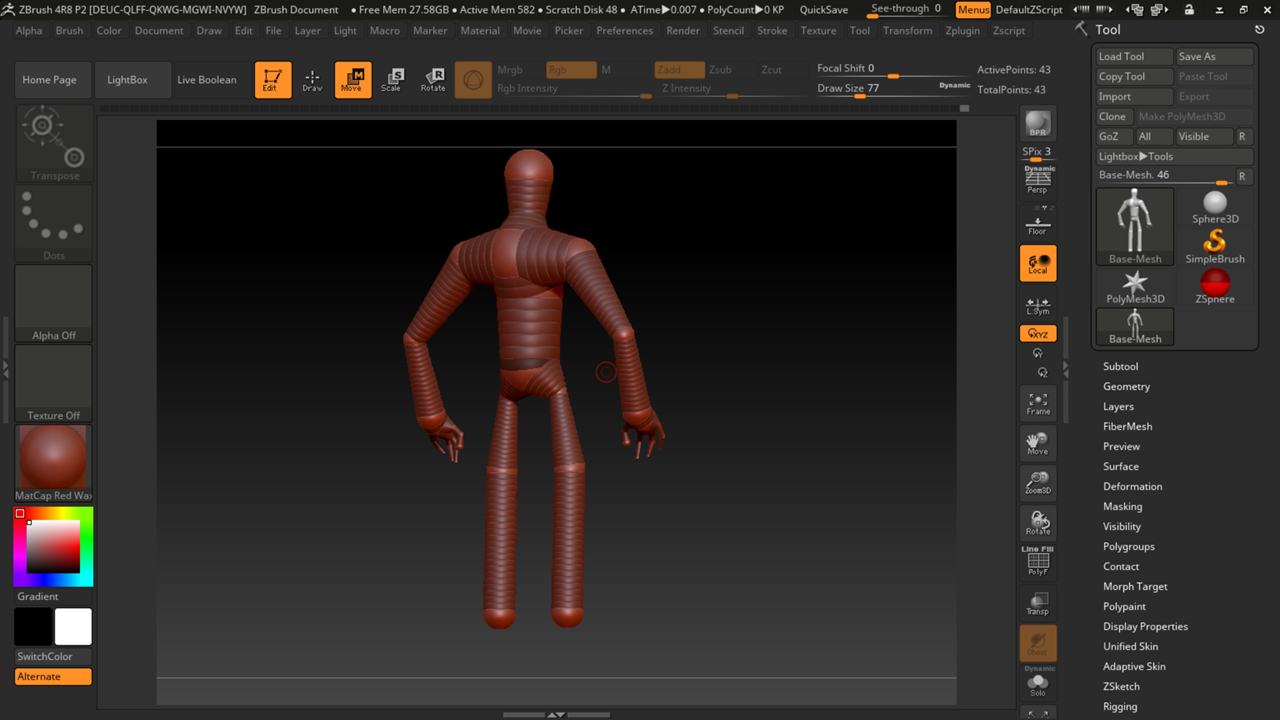 ZBrush 4R8 P2 [DEUC-QLFF-QKWG-MGWI-NVYW] ZBrush Document • Free Mem 27.58GB • Active Mem 582 • Scratch Disk 48 • ATime▶0.007 • PolyCount▶0 KP QuickSave See-through 0 Menus DefaultZScript
Alpha Brush Color Document Draw Edit File Layer Light Macro Marker Material Movie Picker Preferences Render Stencil Stroke Texture Tool Transform Zplugin Zscript
Home Page LightBox Live Boolean Edit Draw Move Scale Rotate
Mrgb Rgb M Zadd Zsub Zcut
Rgb Intensity Z Intensity
Focal Shift 0
Draw Size 77 Dynamic
ActivePoints: 43
TotalPoints: 43
Transpose
Dots
Alpha Off
Texture Off
MatCap Red Wax
Gradient
SwitchColor
Alternate
BPR
SPix 3
Dynamic
Persp
Floor
Local
L.Sym
XYZ
Y
Z
Frame
Move
Zoom3D
Rotate
Line Fill
PolyF
Transp
Ghost
Dynamic
Solo
Tool
Load Tool Save As
Copy Tool Paste Tool
Import Export
Clone Make PolyMesh3D
GoZ All Visible R
Lightbox▶Tools
Base-Mesh. 46 R
Base-Mesh Sphere3D
SimpleBrush
PolyMesh3D ZSphere
Base-Mesh
Subtool
Geometry
Layers
FiberMesh
Preview
Surface
Deformation
Masking
Visibility
Polygroups
Contact
Morph Target
Polypaint
Display Properties
Unified Skin
Adaptive Skin
ZSketch
Rigging